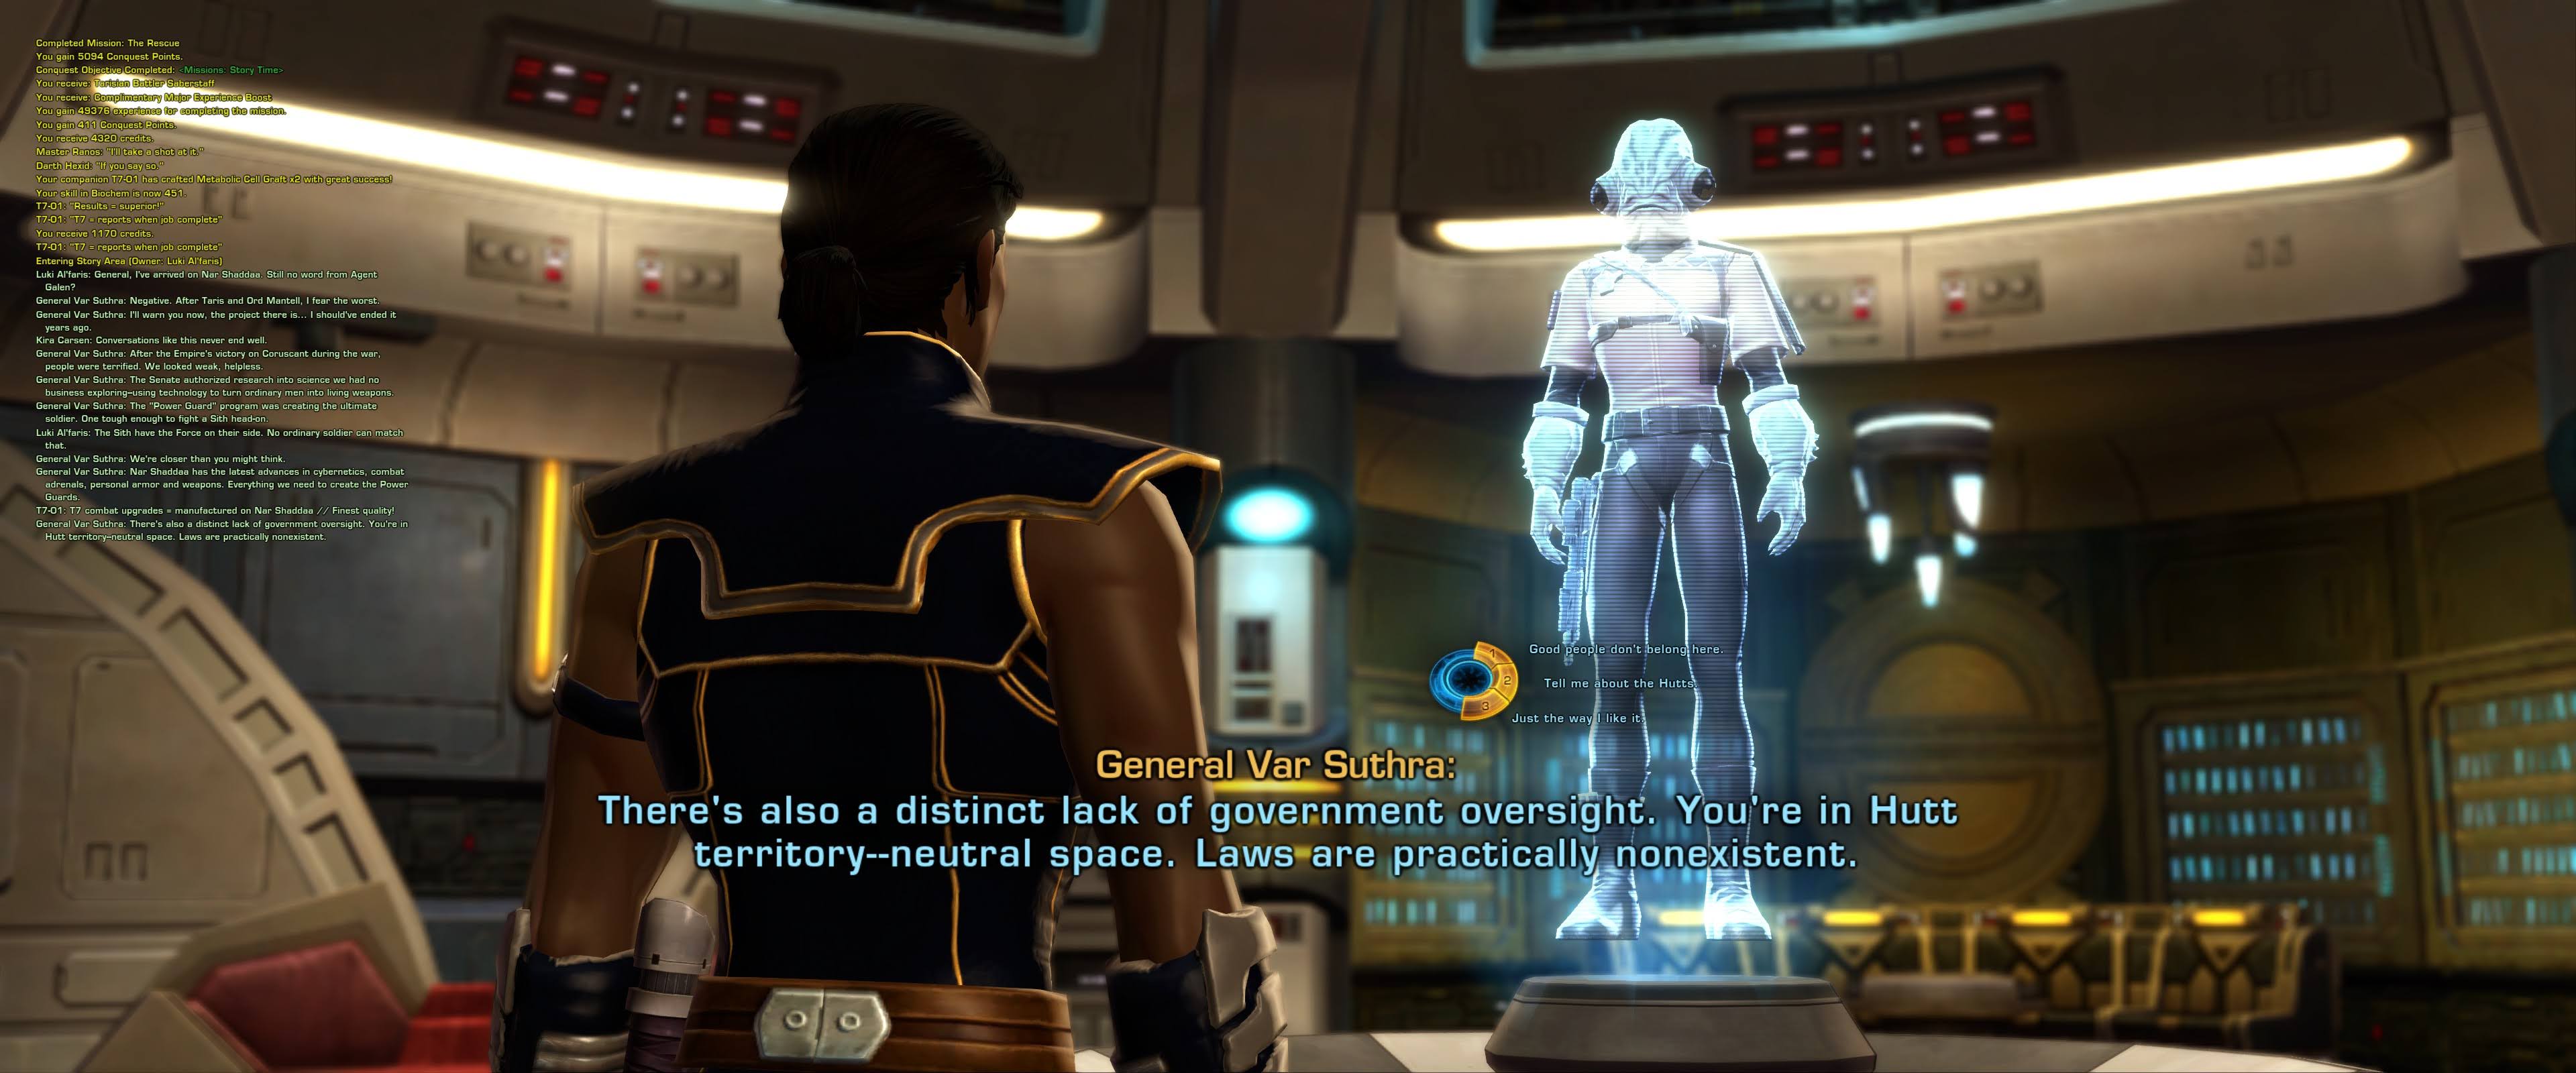 Completed Mission: The Rescue
You gain 5094 Conquest Points.
Conquest Objective Completed: <Missions: Story Time>
You receive: Tarisian Battler Saberstaff
You receive: Complimentary Major Experience Boost
You gain 49376 experience for completing the mission.
You gain 411 Conquest Points.
You receive 4320 credits.
Master Ranos: "I'll take a shot at it."
Darth Hexid: "If you say so."
Your companion T7-01 has crafted Metabolic Cell Graft x2 with great success!
Your skill in Biochem is now 451.
T7-01: "Results = superior!"
T7-01: "T7 = reports when job complete"
You receive 1170 credits.
T7-01: "T7 = reports when job complete"
Entering Story Area (Owner: Luki Al'faris)
Luki Al'faris: General, I've arrived on Nar Shaddaa. Still no word from Agent
Galen?
General Var Suthra: Negative. After Taris and Ord Mantell, I fear the worst.
General Var Suthra: I'll warn you now, the project there is... I should've ended it
years ago.
Kira Carsen: Conversations like this never end well.
General Var Suthra: After the Empire's victory on Coruscant during the war,
people were terrified. We looked weak, helpless.
General Var Suthra: The Senate authorized research into science we had no
business exploring--using technology to turn ordinary men into living weapons.
General Var Suthra: The "Power Guard" program was creating the ultimate
soldier. One tough enough to fight a Sith head-on.
Luki Al'faris: The Sith have the Force on their side. No ordinary soldier can match
that.
General Var Suthra: We're closer than you might think.
General Var Suthra: Nar Shaddaa has the latest advances in cybernetics, combat
adrenals, personal armor and weapons. Everything we need to create the Power
Guards.
T7-01: T7 combat upgrades = manufactured on Nar Shaddaa // Finest quality!
General Var Suthra: There's also a distinct lack of government oversight. You're in
Hutt territory--neutral space. Laws are practically nonexistent.
1 Good people don't belong here.
2 Tell me about the Hutts.
3 Just the way I like it.
General Var Suthra:
There's also a distinct lack of government oversight. You're in Hutt
territory--neutral space. Laws are practically nonexistent.